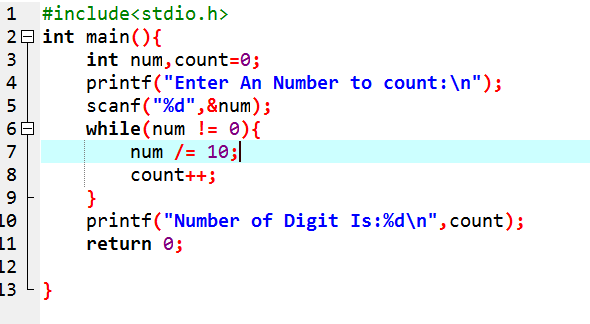 1 #include<stdio.h>
2 int main(){
3 int num,count=0;
4 printf("Enter An Number to count:\n");
5 scanf("%d",&num);
6 while(num != 0){
7 num /= 10;
8 count++;
9 }
10 printf("Number of Digit Is:%d\n",count);
11 return 0;
12
13 }